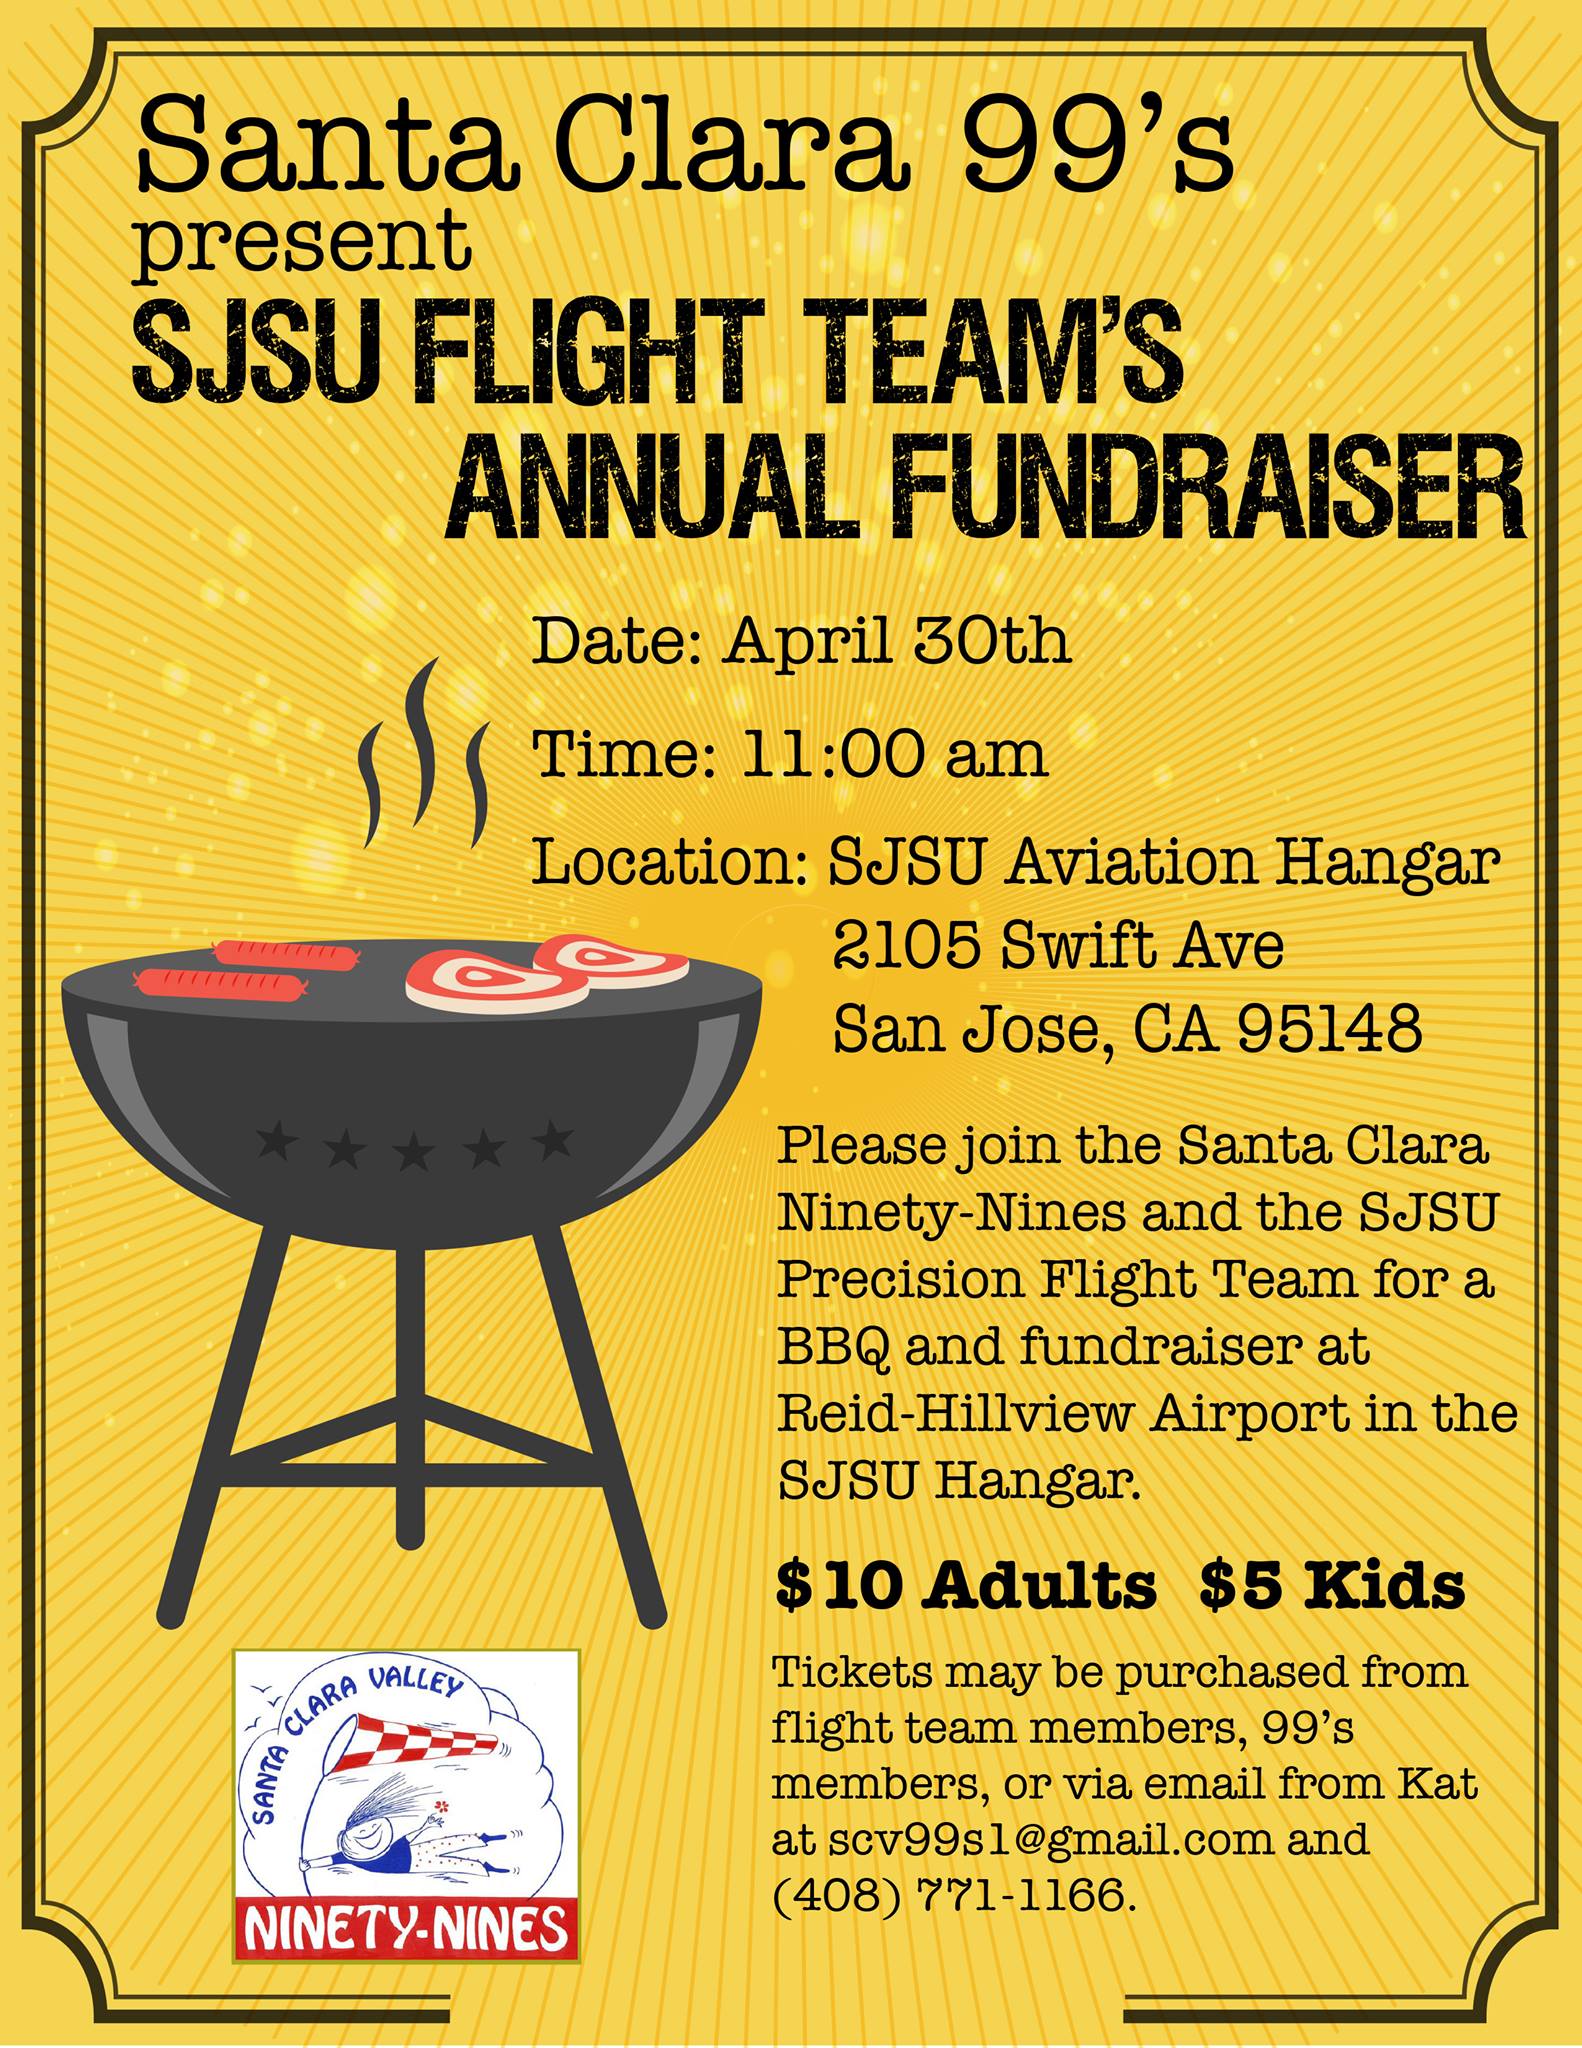 Santa Clara 99's
present
SJSU FLIGHT TEAM'S
ANNUAL FUNDRAISER
Date: April 30th
Time: 11:00 am
Location: SJSU Aviation Hangar
2105 Swift Ave
San Jose, CA 95148
Please join the Santa Clara
Ninety-Nines and the SJSU
Precision Flight Team for a
BBQ and fundraiser at
Reid-Hillview Airport in the
SJSU Hangar.
$10 Adults $5 Kids
Tickets may be purchased from
flight team members, 99's
members, or via email from Kat
at scv99s1@gmail.com and
(408) 771-1166.
SANTA CLARA VALLEY
NINETY-NINES